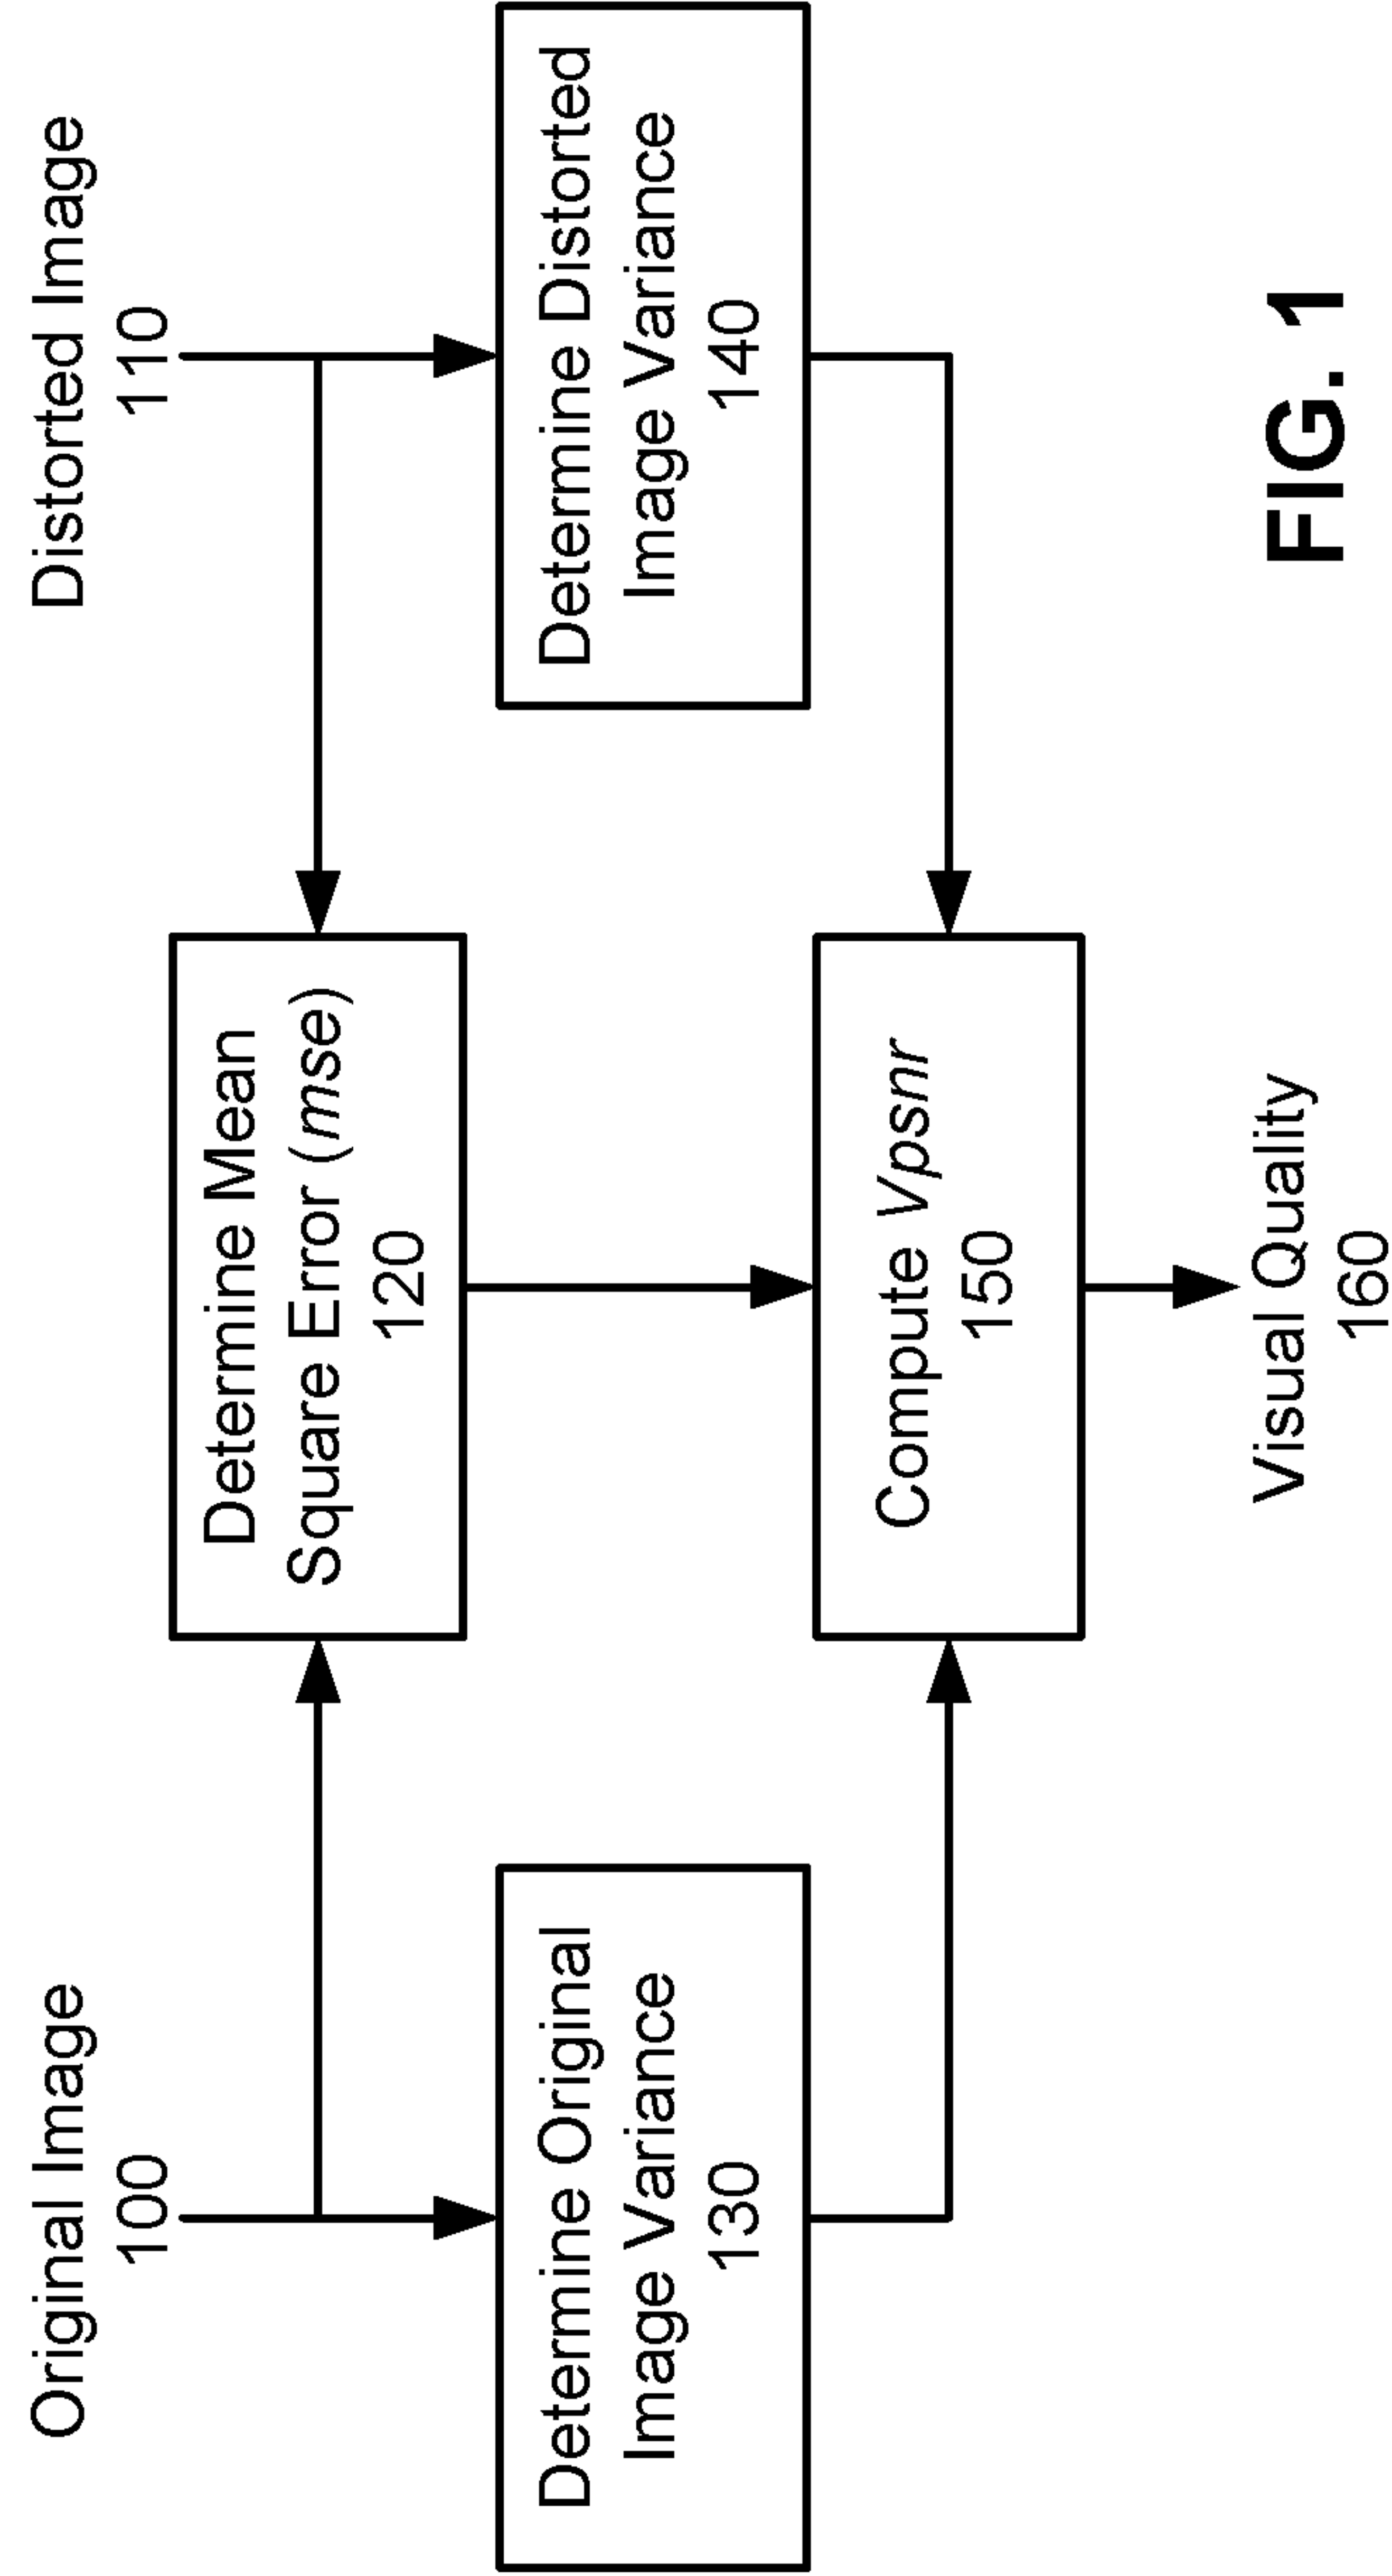 Original Image
100
Distorted Image
110
Determine Mean
Square Error (mse)
120
Determine Original
Image Variance
130
Determine Distorted
Image Variance
140
Compute Vpsnr
150
Visual Quality
160
FIG. 1